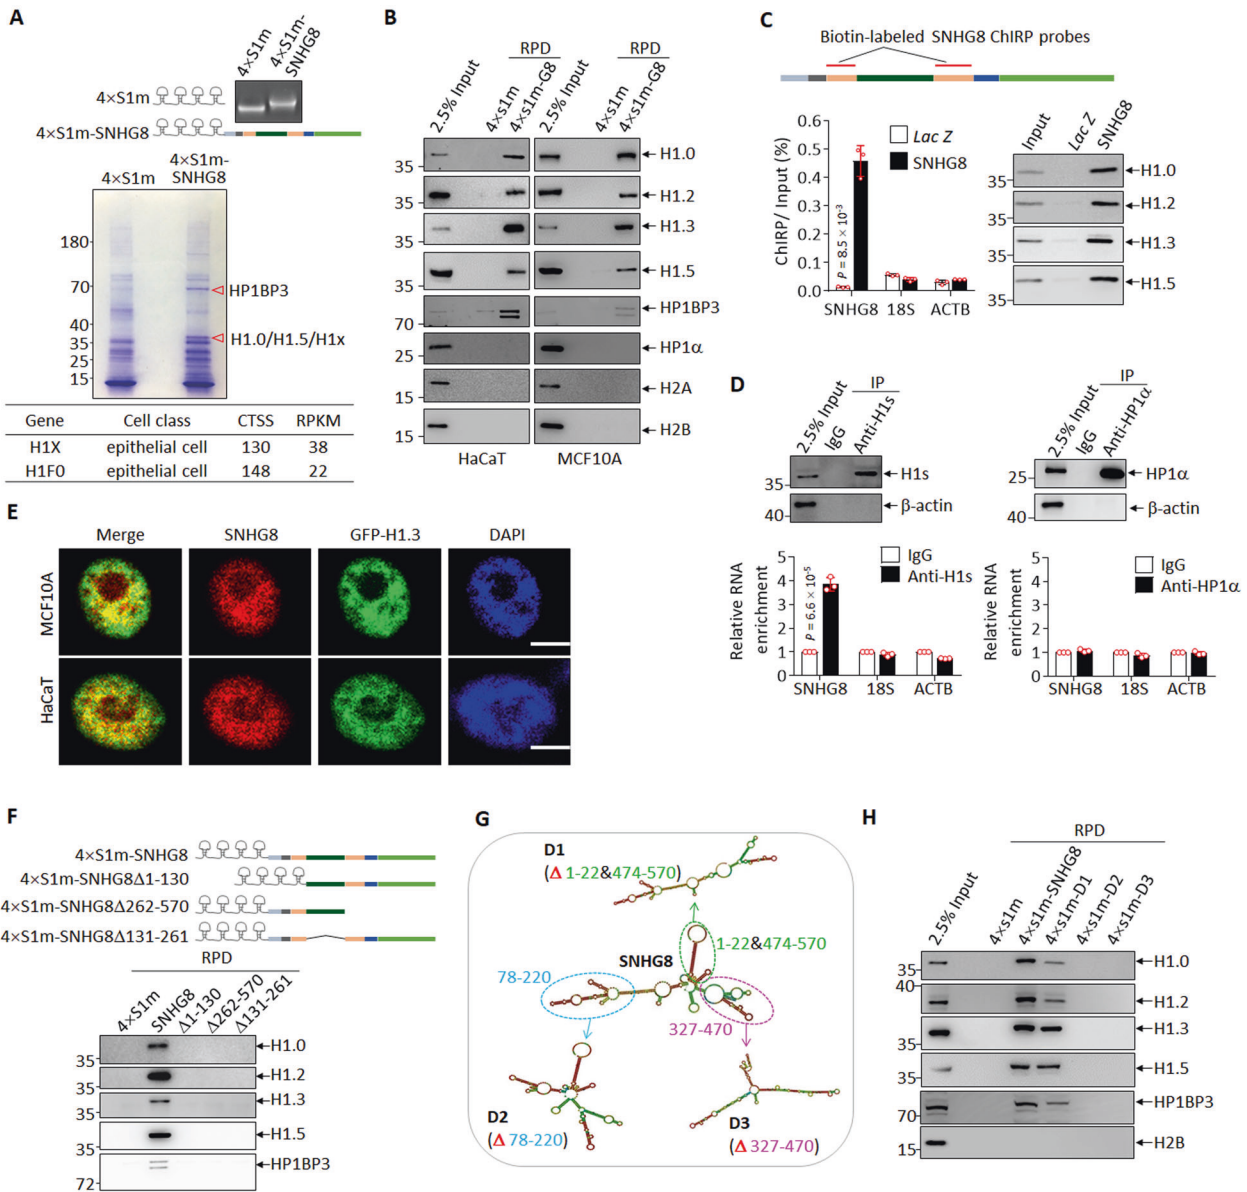 A
4×S1m
4×S1m-
SNHG8
4×S1m
4×S1m-SNHG8
4×S1m
4×S1m-
SNHG8
180
70
40
35
25
15
HP1BP3
H1.0/H1.5/H1x
Gene Cell class CTSS RPKM
H1X epithelial cell 130 38
H1F0 epithelial cell 148 22
B
RPD RPD
2.5% Input 4×s1m 4×s1m-G8 2.5% Input 4×s1m 4×s1m-G8
35 H1.0
35 H1.2
35 H1.3
35 H1.5
70 HP1BP3
25 HP1α
15 H2A
15 H2B
HaCaT MCF10A
C
Biotin-labeled SNHG8 ChIRP probes
ChIRP/ Input (%)
0.6
0.5
0.4
0.3
0.2
0.1
0.0
Lac Z
SNHG8
P = 8.5 × 10⁻³
SNHG8 18S ACTB
Input Lac Z SNHG8
35 H1.0
35 H1.2
35 H1.3
35 H1.5
D
IP
2.5% Input IgG Anti-H1s
35 H1s
40 β-actin
IP
2.5% Input IgG Anti-HP1α
25 HP1α
40 β-actin
Relative RNA
enrichment
5
4
3
2
1
0
IgG
Anti-H1s
P = 6.6 × 10⁻⁵
SNHG8 18S ACTB
Relative RNA
enrichment
5
4
3
2
1
0
IgG
Anti-HP1α
SNHG8 18S ACTB
E
Merge SNHG8 GFP-H1.3 DAPI
MCF10A
HaCaT
F
4×S1m-SNHG8
4×S1m-SNHG8Δ1-130
4×S1m-SNHG8Δ262-570
4×S1m-SNHG8Δ131-261
RPD
4×S1m SNHG8 Δ1-130 Δ262-570 Δ131-261
35 H1.0
35 H1.2
35 H1.3
35 H1.5
72 HP1BP3
G
D1
(Δ 1-22&474-570)
1-22&474-570
SNHG8
78-220
327-470
D2
(Δ 78-220)
D3
(Δ 327-470)
H
RPD
2.5% Input 4×s1m 4×s1m-SNHG8 4×s1m-D1 4×s1m-D2 4×s1m-D3
35 H1.0
40 H1.2
35 H1.3
35 H1.5
70 HP1BP3
15 H2B